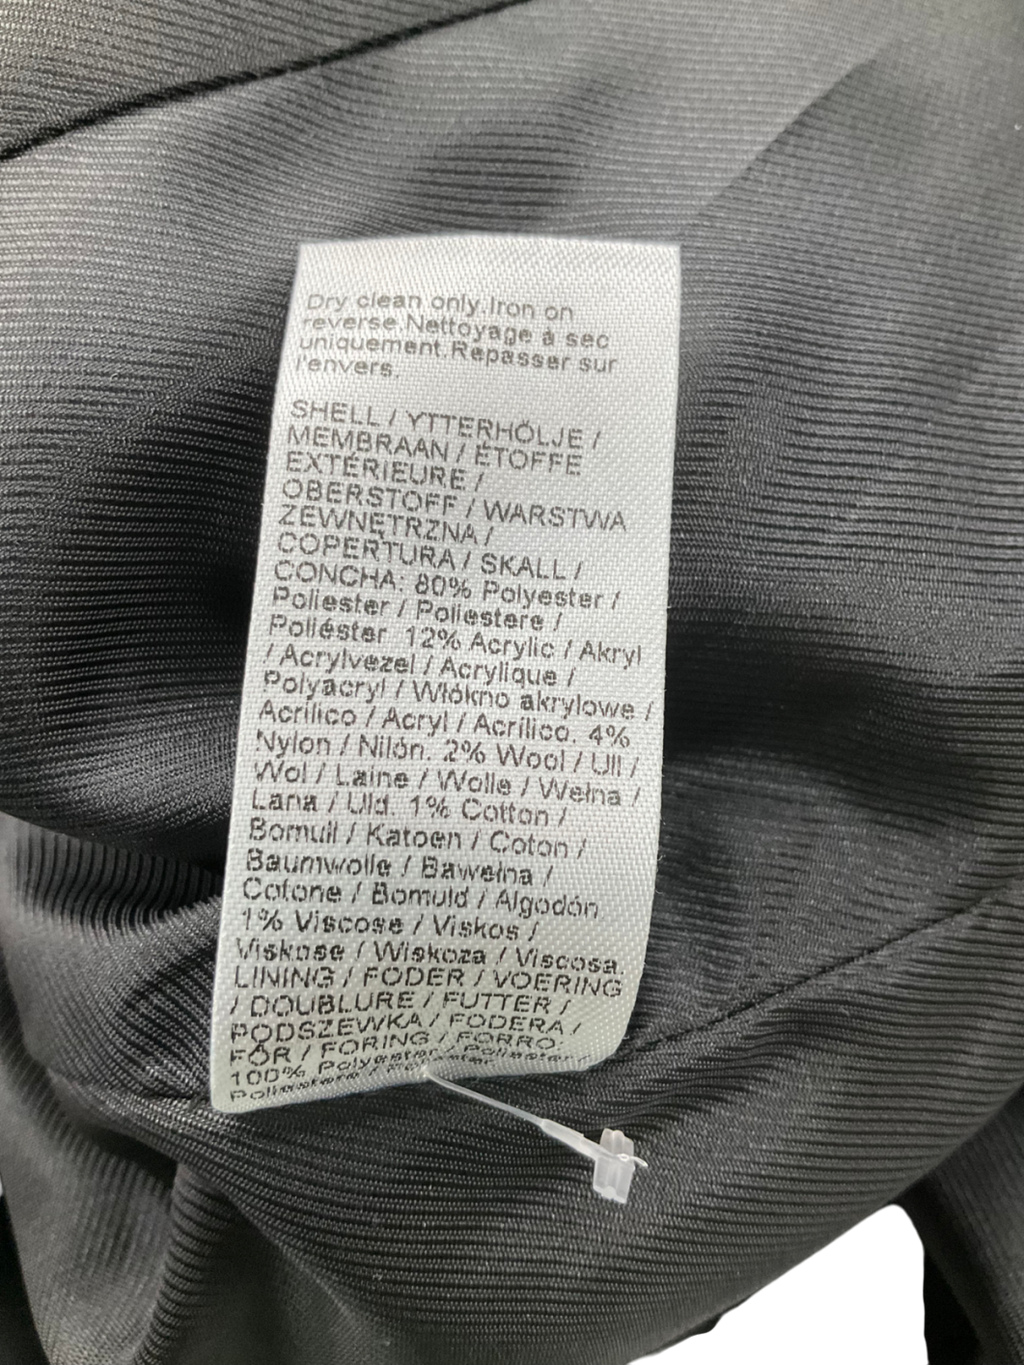 Dry clean only.Iron on
reverse.Nettoyage à sec
uniquement.Repasser sur
l'envers.
SHELL / YTTERHÖLJE /
MEMBRAAN / ÉTOFFE
EXTÉRIEURE /
OBERSTOFF / WARSTWA
ZEWNĘTRZNA /
COPERTURA / SKALL /
CONCHA: 80% Polyester /
Poliester / Poliestere /
Poliéster 12% Acrylic / Akryl
/ Acrylvezel / Acrylique /
Polyacryl / Włókno akrylowe /
Acrilico / Acryl / Acrílico. 4%
Nylon / Nilón. 2% Wool / Ull /
Wol / Laine / Wolle / Wełna /
Lana / Uld. 1% Cotton /
Bomull / Katoen / Coton /
Baumwolle / Bawełna /
Cotone / Bomuld / Algodón
1% Viscose / Viskos /
Viskose / Wiskoza / Viscosa.
LINING / FODER / VOERING
/ DOUBLURE / FUTTER /
PODSZEWKA / FODERA /
FÔR / FORING / FORRO:
100% Polyester / Poliester /
Poliestere / Poliéster